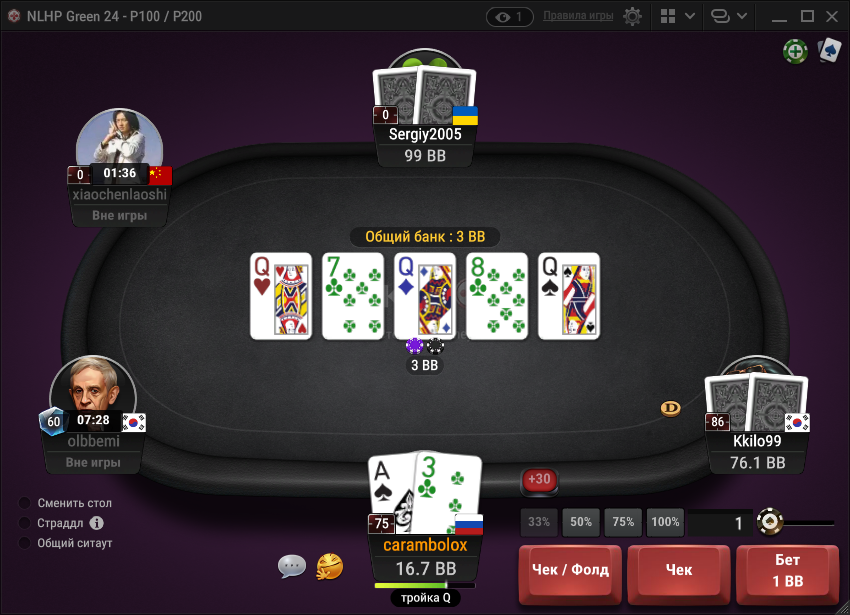 NLHP Green 24 - P100 / P200
1
Правила игры
0
Sergiy2005
99 BB
0
01:36
xiaochenlaoshi
Вне игры
Общий банк : 3 BB
Q
7
Q
8
Q
3 BB
60
07:28
olbbemi
Вне игры
D
86
Kkilo99
76.1 BB
A
3
75
carambolox
16.7 BB
тройка Q
+30
Сменить стол
Страддл i
Общий ситаут
33%
50%
75%
100%
1
Чек / Фолд
Чек
Бет
1 BB